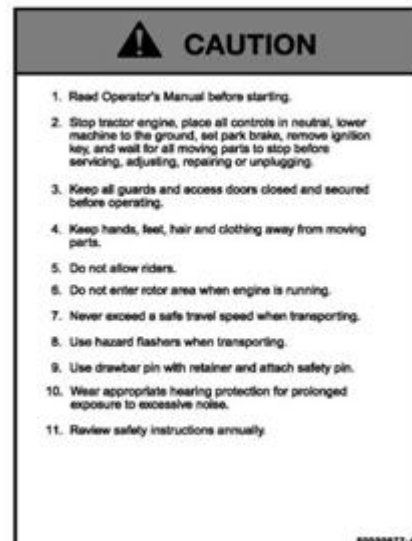 CAUTION
1. Read Operator's Manual before starting.
2. Stop tractor engine, place all controls in neutral, lower
machine to the ground, set park brake, remove ignition
key, and wait for all moving parts to stop before
servicing, adjusting, repairing or unplugging.
3. Keep all guards and access doors closed and secured
before operating.
4. Keep hands, feet, hair and clothing away from moving
parts.
5. Do not allow riders.
6. Do not enter rotor area when engine is running.
7. Never exceed a safe travel speed when transporting.
8. Use hazard flashers when transporting.
9. Use drawbar pin with retainer and attach safety pin.
10. Wear appropriate hearing protection for prolonged
exposure to excessive noise.
11. Review safety instructions annually.